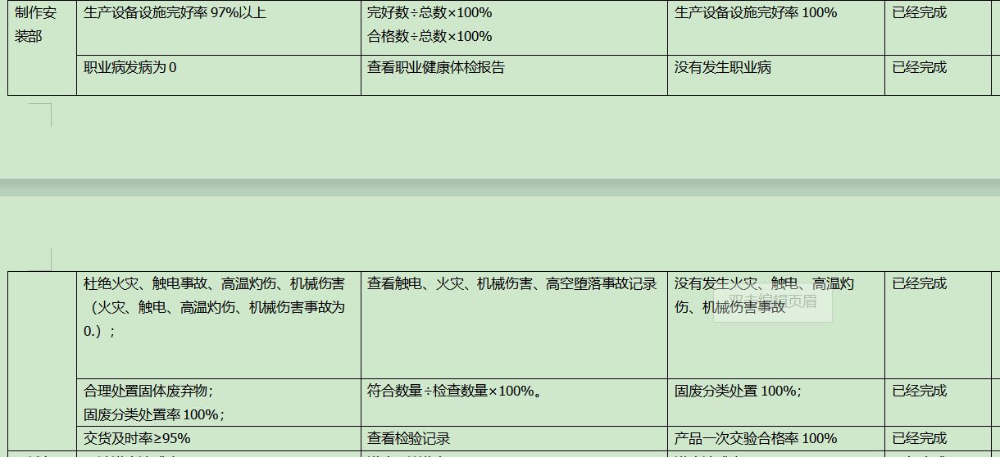 制作安装部
生产设备设施完好率 97%以上
完好数÷总数×100%
合格数÷总数×100%
生产设备设施完好率 100%
已经完成
职业病发病为 0
查看职业健康体检报告
没有发生职业病
已经完成
杜绝火灾、触电事故、高温灼伤、机械伤害
（火灾、触电、高温灼伤、机械伤害事故为
0.）；
查看触电、火灾、机械伤害、高空堕落事故记录
没有发生火灾、触电、高温灼
伤、机械伤害事故
双击编辑页眉
已经完成
合理处置固体废弃物；
固废分类处置率 100%；
符合数量÷检查数量×100%。
固废分类处置 100%；
已经完成
交货及时率≥95%
查看检验记录
产品一次交验合格率 100%
已经完成